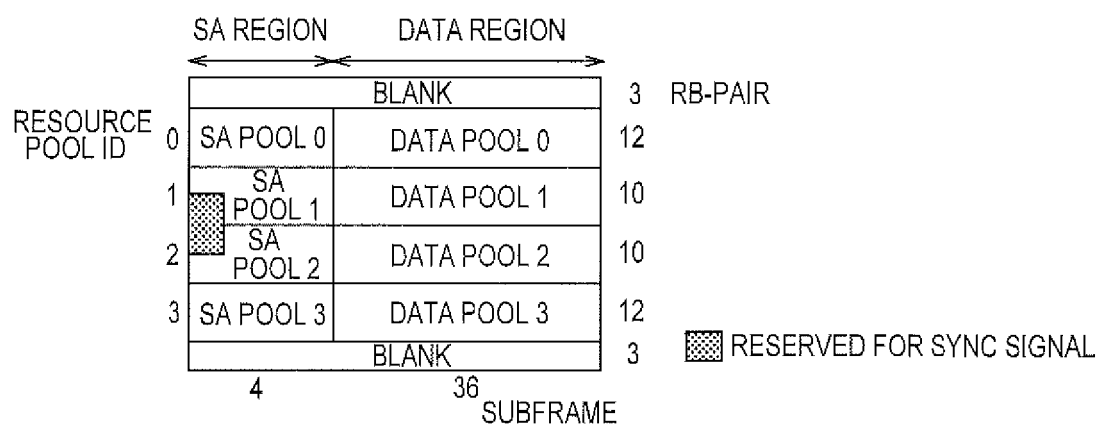 SA REGION DATA REGION
BLANK 3 RB-PAIR
RESOURCE
POOL ID 0 SA POOL 0 DATA POOL 0 12
1 SA
POOL 1 DATA POOL 1 10
2 SA
POOL 2 DATA POOL 2 10
3 SA POOL 3 DATA POOL 3 12
BLANK 3
RESERVED FOR SYNC SIGNAL
4 36
SUBFRAME